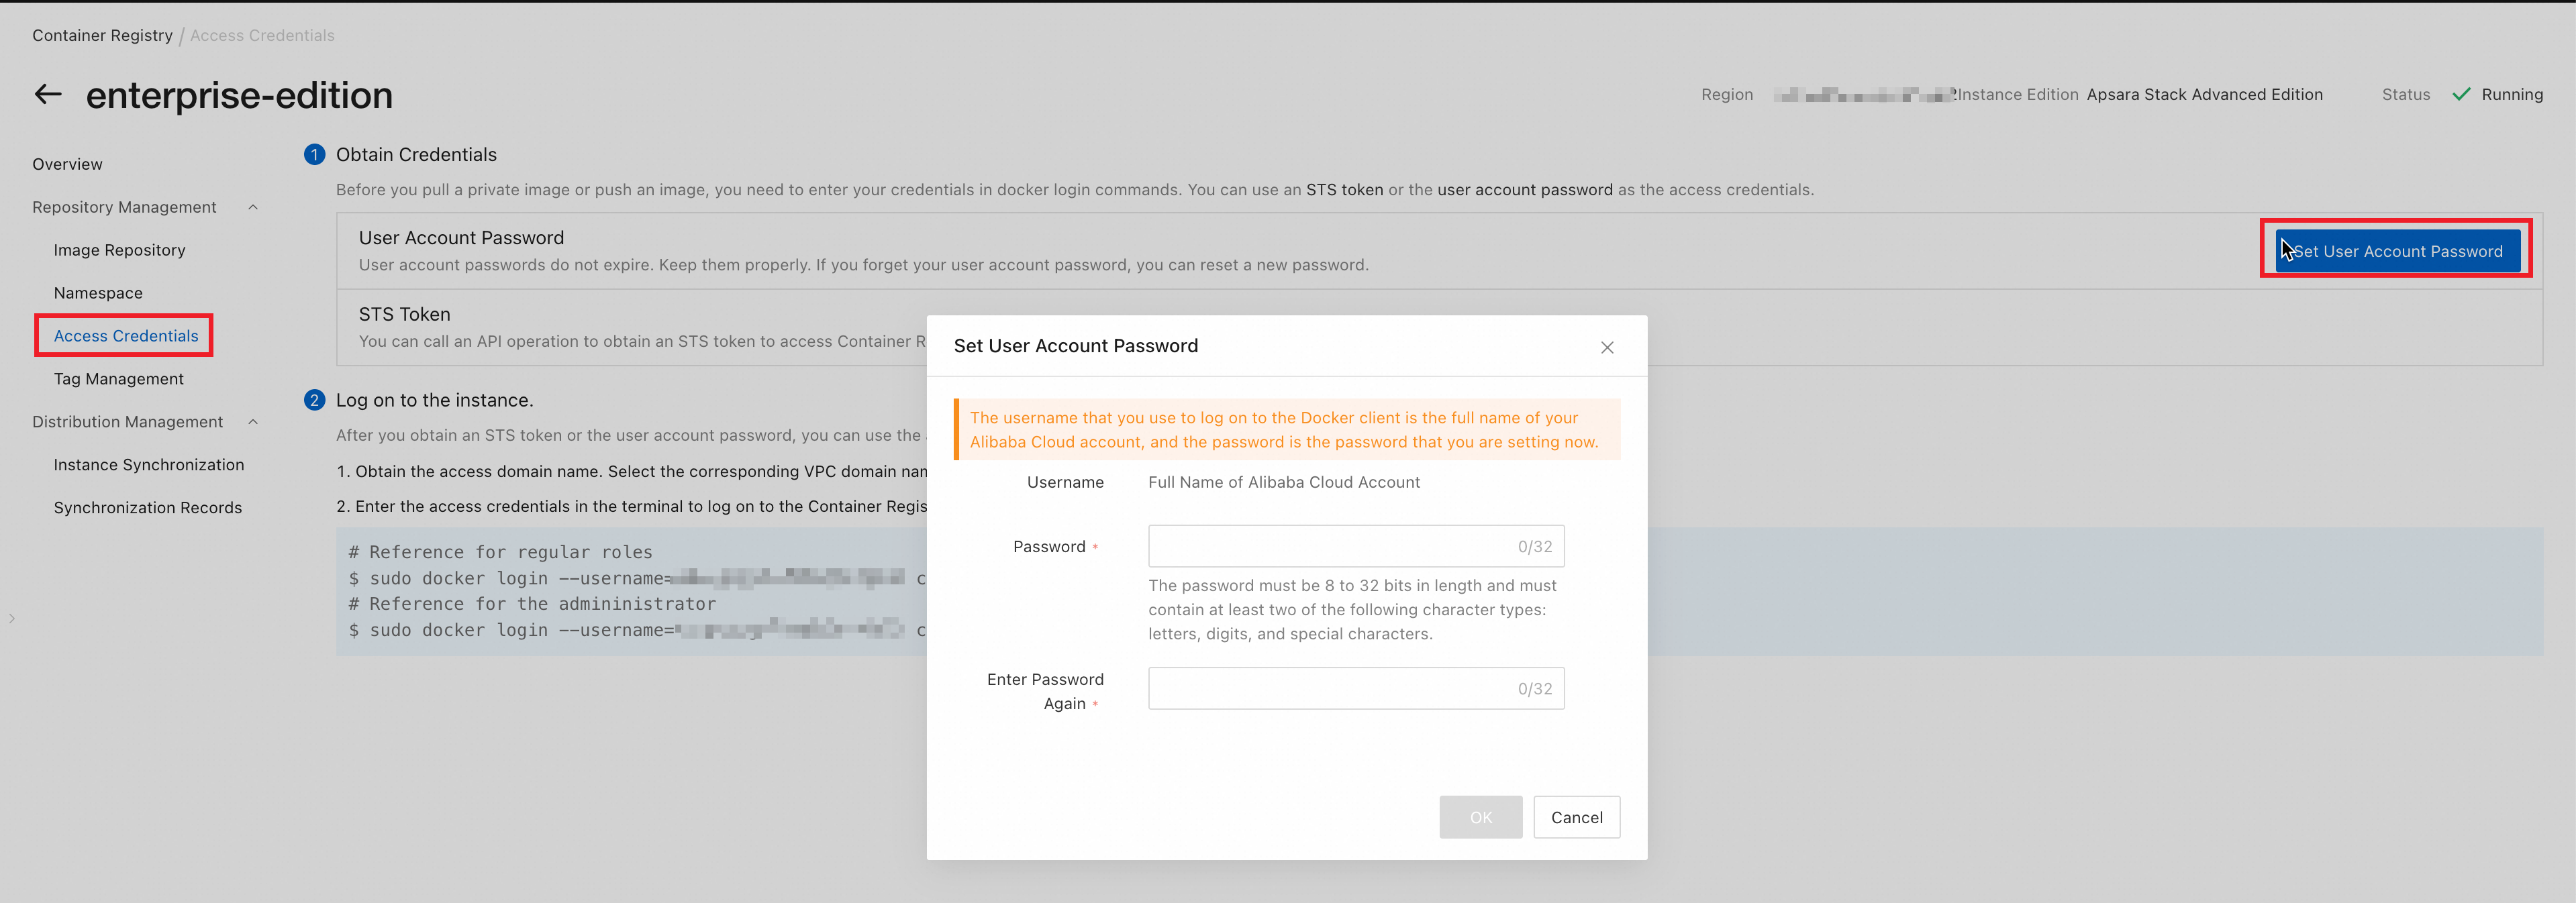 Container Registry / Access Credentials
← enterprise-edition
Region Instance Edition Apsara Stack Advanced Edition Status Running
Overview
Repository Management
Image Repository
Namespace
Access Credentials
Tag Management
Distribution Management
Instance Synchronization
Synchronization Records
1 Obtain Credentials
Before you pull a private image or push an image, you need to enter your credentials in docker login commands. You can use an STS token or the user account password as the access credentials.
User Account Password
User account passwords do not expire. Keep them properly. If you forget your user account password, you can reset a new password.
Set User Account Password
STS Token
You can call an API operation to obtain an STS token to access Container R
2 Log on to the instance.
After you obtain an STS token or the user account password, you can use the
1. Obtain the access domain name. Select the corresponding VPC domain nam
2. Enter the access credentials in the terminal to log on to the Container Regis
# Reference for regular roles
$ sudo docker login --username= c
# Reference for the admininistrator
$ sudo docker login --username= c
Set User Account Password
The username that you use to log on to the Docker client is the full name of your
Alibaba Cloud account, and the password is the password that you are setting now.
Username Full Name of Alibaba Cloud Account
Password * 0/32
The password must be 8 to 32 bits in length and must
contain at least two of the following character types:
letters, digits, and special characters.
Enter Password
Again * 0/32
OK Cancel